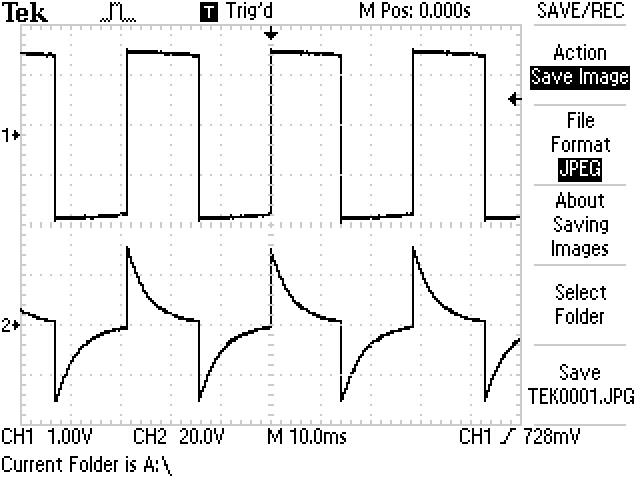 Tek T Trig'd M Pos: 0.000s SAVE/REC
Action
Save Image
File
Format
JPEG
About
Saving
Images
Select
Folder
Save
TEK0001.JPG
1
2
CH1 1.00V CH2 20.0V M 10.0ms CH1 728mV
Current Folder is A:\